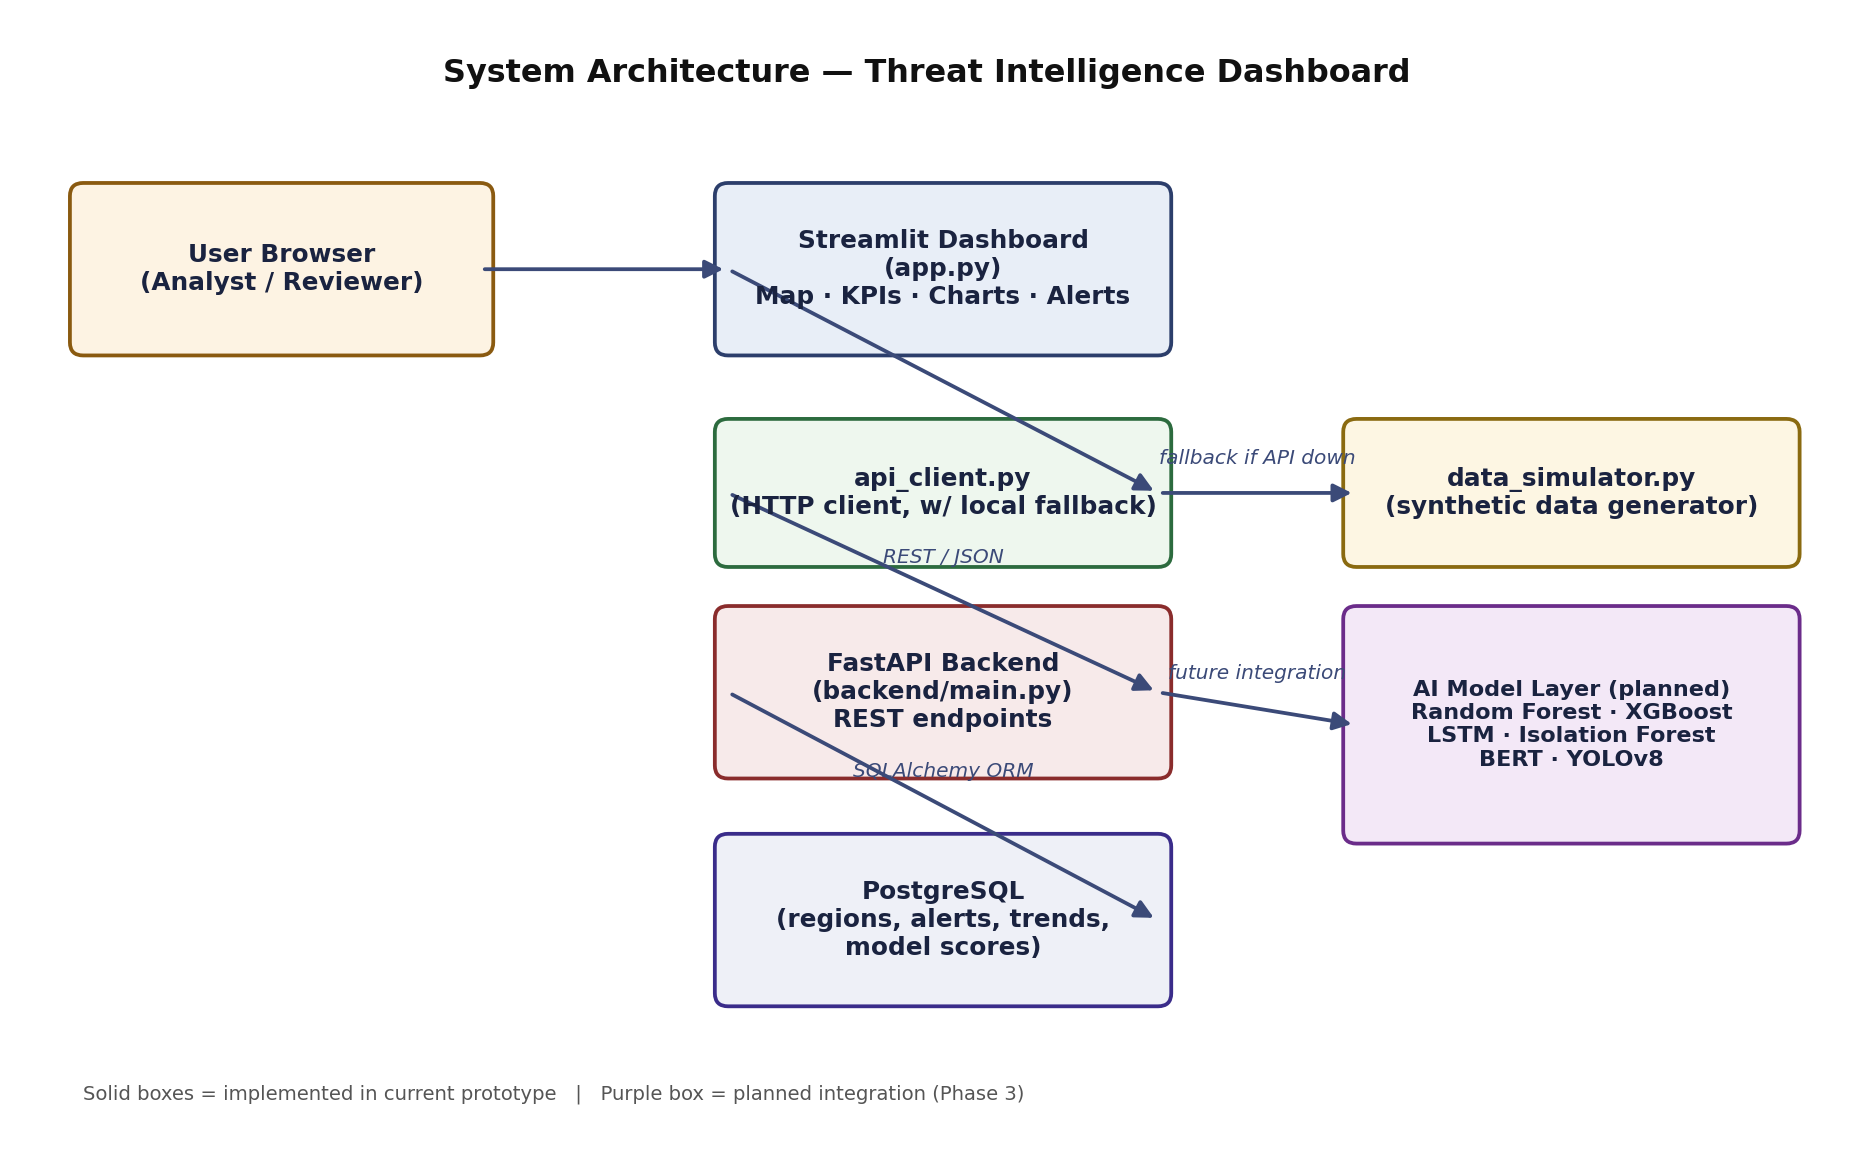 System Architecture — Threat Intelligence Dashboard
User Browser
(Analyst / Reviewer)
Streamlit Dashboard
(app.py)
Map · KPIs · Charts · Alerts
api_client.py
(HTTP client, w/ local fallback)
fallback if API down
data_simulator.py
(synthetic data generator)
REST / JSON
FastAPI Backend
(backend/main.py)
REST endpoints
future integration
AI Model Layer (planned)
Random Forest · XGBoost
LSTM · Isolation Forest
BERT · YOLOv8
SQLAlchemy ORM
PostgreSQL
(regions, alerts, trends,
model scores)
Solid boxes = implemented in current prototype | Purple box = planned integration (Phase 3)